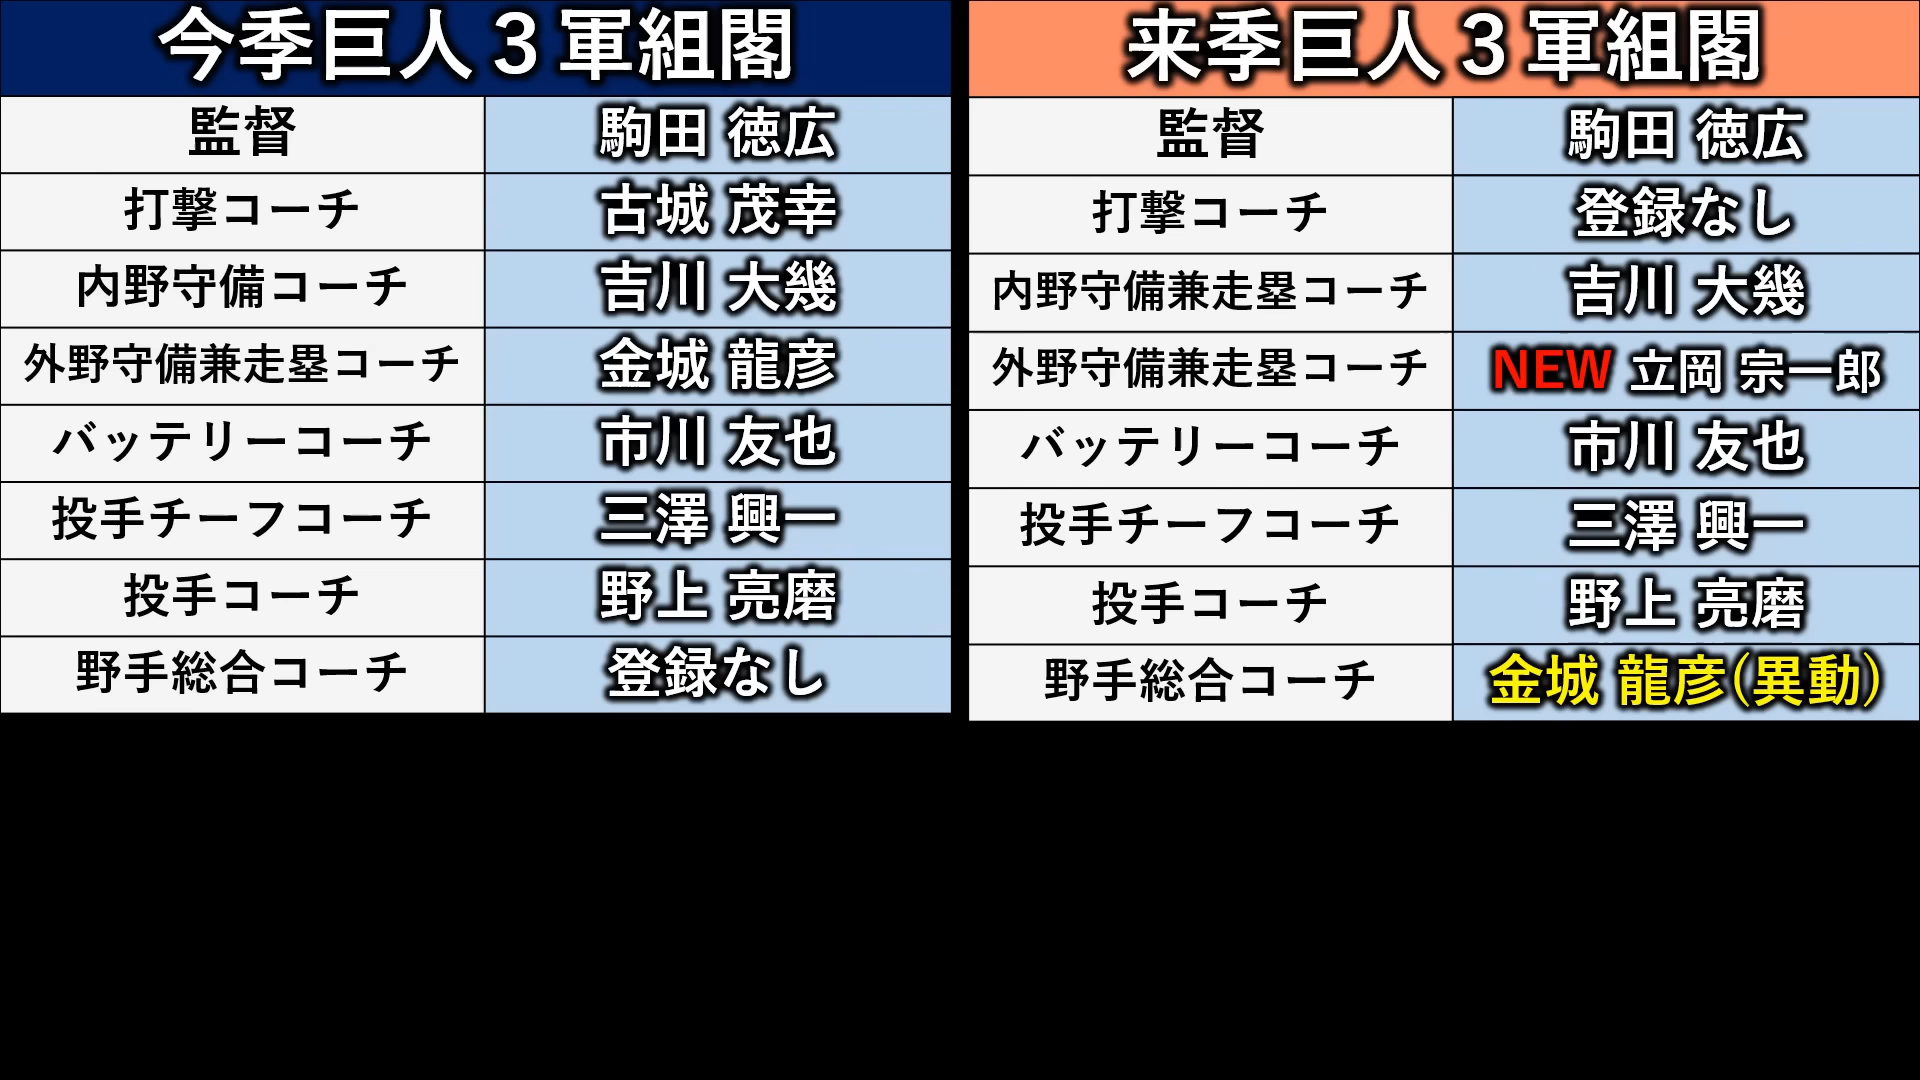 今季巨人3軍組閣
監督 駒田 徳広
打撃コーチ 古城 茂幸
内野守備コーチ 吉川 大幾
外野守備兼走塁コーチ 金城 龍彦
バッテリーコーチ 市川 友也
投手チーフコーチ 三澤 興一
投手コーチ 野上 亮磨
野手総合コーチ 登録なし
来季巨人3軍組閣
監督 駒田 徳広
打撃コーチ 登録なし
内野守備兼走塁コーチ 吉川 大幾
外野守備兼走塁コーチ NEW 立岡 宗一郎
バッテリーコーチ 市川 友也
投手チーフコーチ 三澤 興一
投手コーチ 野上 亮磨
野手総合コーチ 金城 龍彦(異動)